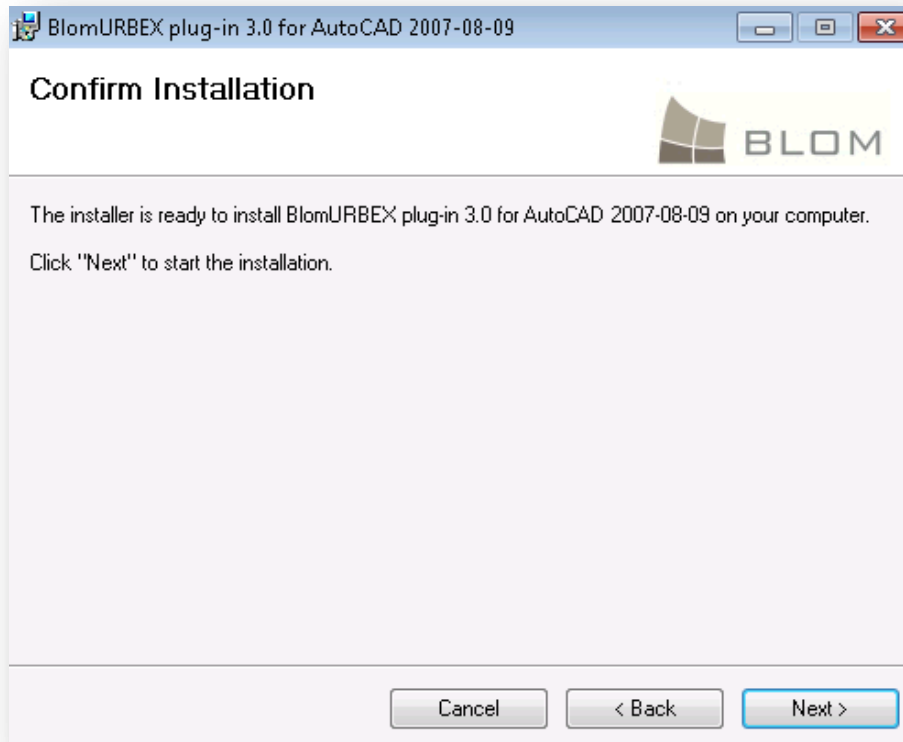 BlomURBEX plug-in 3.0 for AutoCAD 2007-08-09
Confirm Installation
BLOM
The installer is ready to install BlomURBEX plug-in 3.0 for AutoCAD 2007-08-09 on your computer.
Click "Next" to start the installation.
Cancel
< Back
Next >